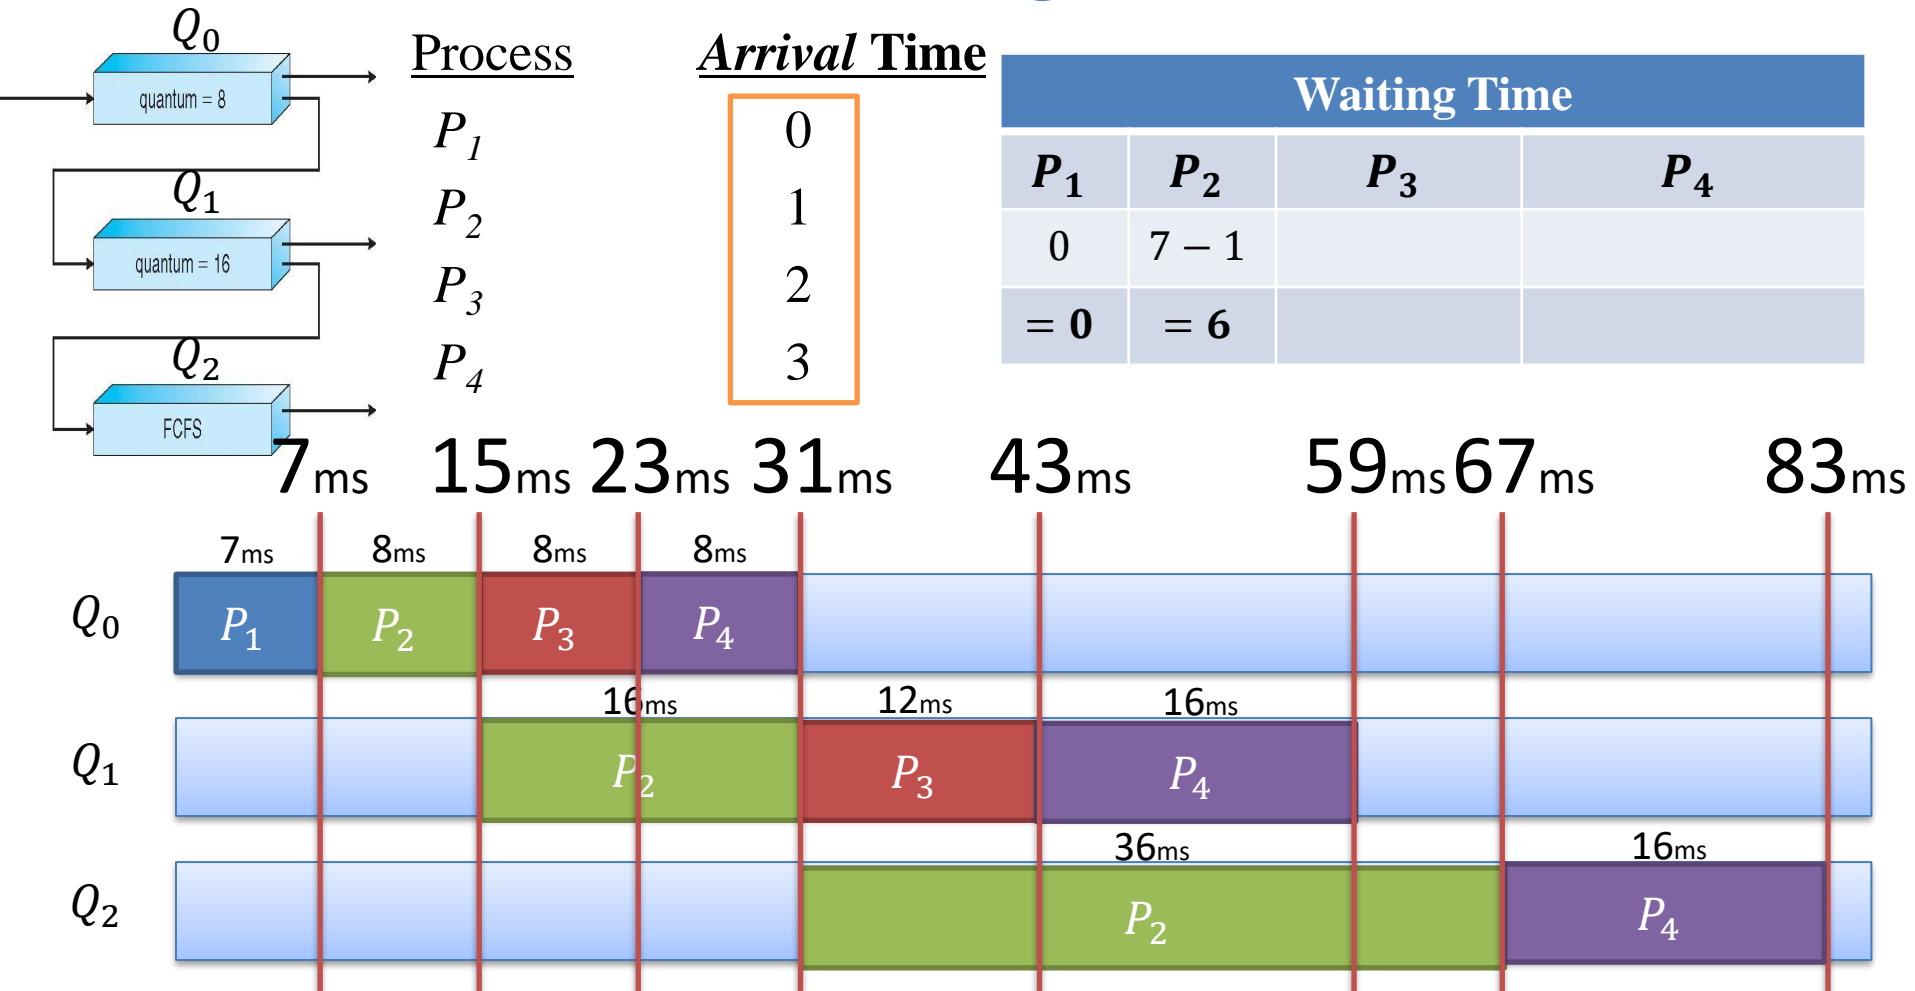 Q0
quantum = 8
Q1
quantum = 16
Q2
FCFS
Process Arrival Time
P1 0
P2 1
P3 2
P4 3
Waiting Time
P1 P2 P3 P4
0 7 − 1
= 0 = 6
7ms 15ms 23ms 31ms 43ms 59ms 67ms 83ms
7ms 8ms 8ms 8ms
Q0 P1 P2 P3 P4
16ms 12ms 16ms
Q1 P2 P3 P4
36ms 16ms
Q2 P2 P4